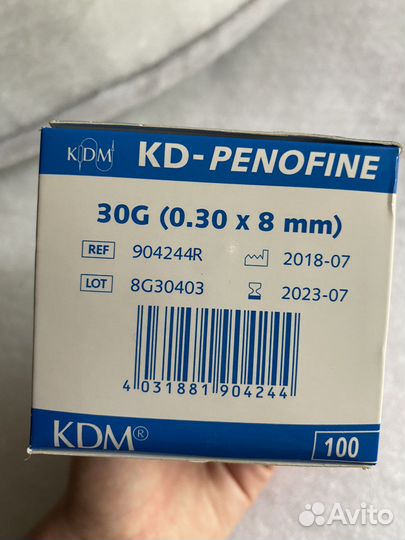 KDM KD-PENOFINE
30G (0.30 x 8 mm)
REF 904244R 2018-07
LOT 8G30403 2023-07
4 031881 904244
KDM® 100
Avito